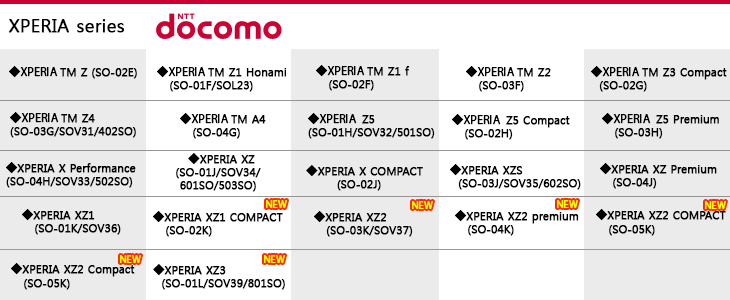 XPERIA series
NTT
docomo
◆XPERIA TM Z (SO-02E)
◆XPERIA TM Z1 Honami
(SO-01F/SOL23)
◆XPERIA TM Z1 f
(SO-02F)
◆XPERIA TM Z2
(SO-03F)
◆XPERIA TM Z3 Compact
(SO-02G)
◆XPERIA TM Z4
(SO-03G/SOV31/402SO)
◆XPERIA TM A4
(SO-04G)
◆XPERIA Z5
(SO-01H/SOV32/501SO)
◆XPERIA Z5 Compact
(SO-02H)
◆XPERIA Z5 Premium
(SO-03H)
◆XPERIA X Performance
(SO-04H/SOV33/502SO)
◆XPERIA XZ
(SO-01J/SOV34/
601SO/503SO)
◆XPERIA X COMPACT
(SO-02J)
◆XPERIA XZS
(SO-03J/SOV35/602SO)
◆XPERIA XZ Premium
(SO-04J)
◆XPERIA XZ1
(SO-01K/SOV36)
NEW
◆XPERIA XZ1 COMPACT
(SO-02K)
NEW
◆XPERIA XZ2
(SO-03K/SOV37)
NEW
◆XPERIA XZ2 premium
(SO-04K)
NEW
◆XPERIA XZ2 COMPACT
(SO-05K)
NEW
◆XPERIA XZ2 Compact
(SO-05K)
NEW
◆XPERIA XZ3
(SO-01L/SOV39/801SO)